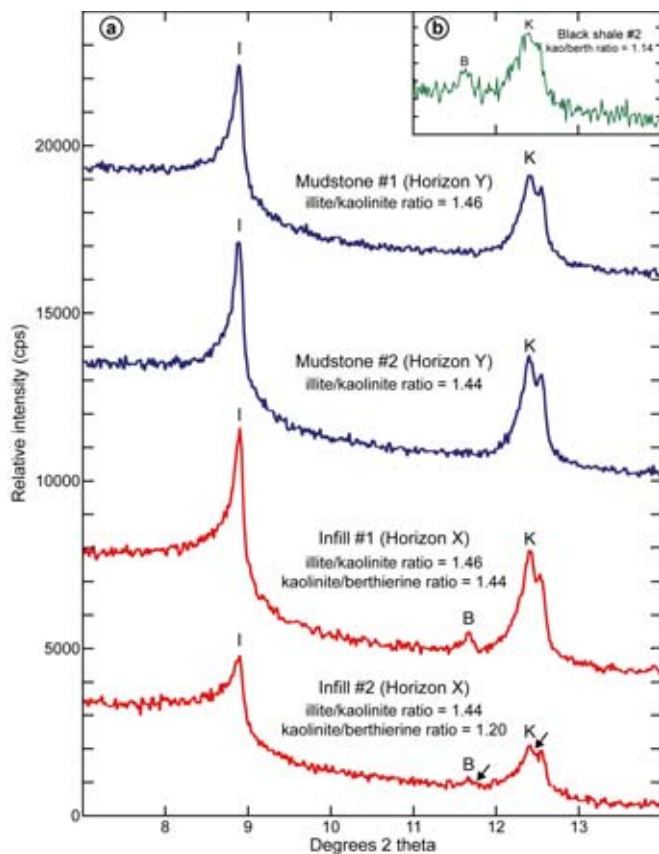 a
b
Black shale #2
kao/berth ratio = 1.14
B
K
I
Mudstone #1 (Horizon Y)
illite/kaolinite ratio = 1.46
K
I
Mudstone #2 (Horizon Y)
illite/kaolinite ratio = 1.44
K
I
Infill #1 (Horizon X)
illite/kaolinite ratio = 1.46
kaolinite/berthierine ratio = 1.44
B
K
I
Infill #2 (Horizon X)
illite/kaolinite ratio = 1.44
kaolinite/berthierine ratio = 1.20
B
K
20000
15000
10000
5000
0
Relative intensity (cps)
8 9 10 11 12 13
Degrees 2 theta